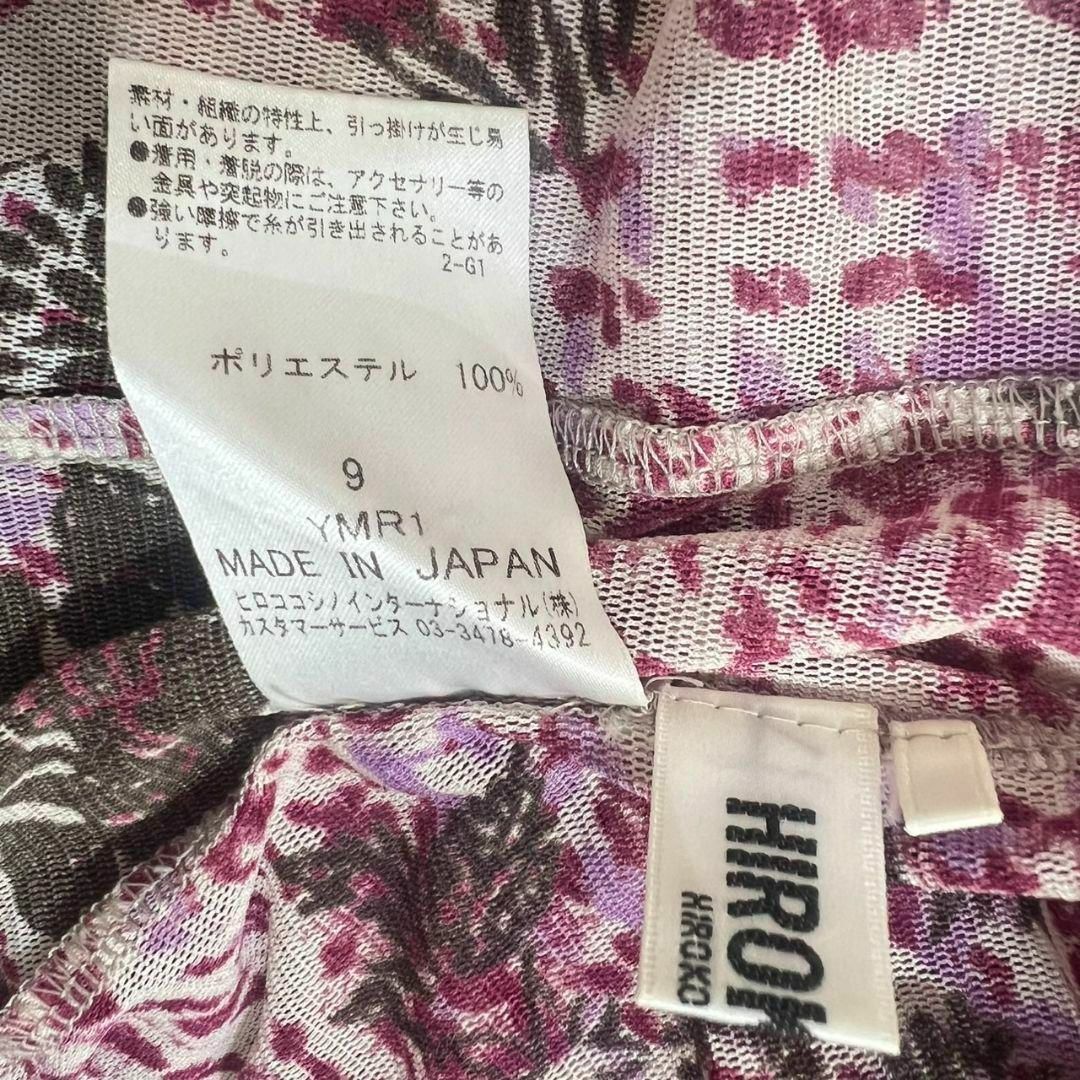 素材・組織の特性上、引っ掛けが生じ易
い面があります。
●着用・着脱の際は、アクセサリー等の
金具や突起物にご注意下さい。
●強い摩擦で糸が引き出されることがあ
ります。
2-G1
ポリエステル 100%
9
YMR1
MADE IN JAPAN
ヒロココシノインターナショナル(株)
カスタマーサービス 03-3418-4392
HIROK
HIROKO